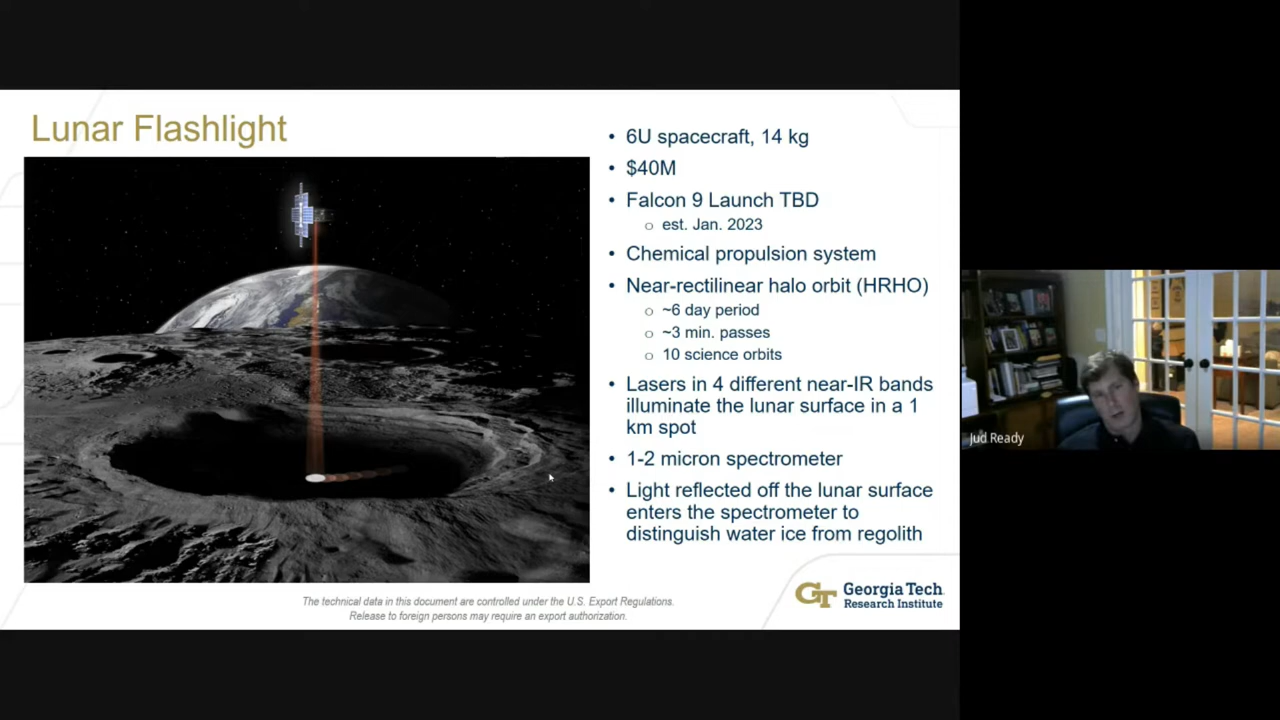 Lunar Flashlight
• 6U spacecraft, 14 kg
• $40M
• Falcon 9 Launch TBD
o est. Jan. 2023
• Chemical propulsion system
• Near-rectilinear halo orbit (HRHO)
o ~6 day period
o ~3 min. passes
o 10 science orbits
• Lasers in 4 different near-IR bands
illuminate the lunar surface in a 1
km spot
• 1-2 micron spectrometer
• Light reflected off the lunar surface
enters the spectrometer to
distinguish water ice from regolith
The technical data in this document are controlled under the U.S. Export Regulations.
Release to foreign persons may require an export authorization.
GT Georgia Tech
Research Institute
Jud Ready